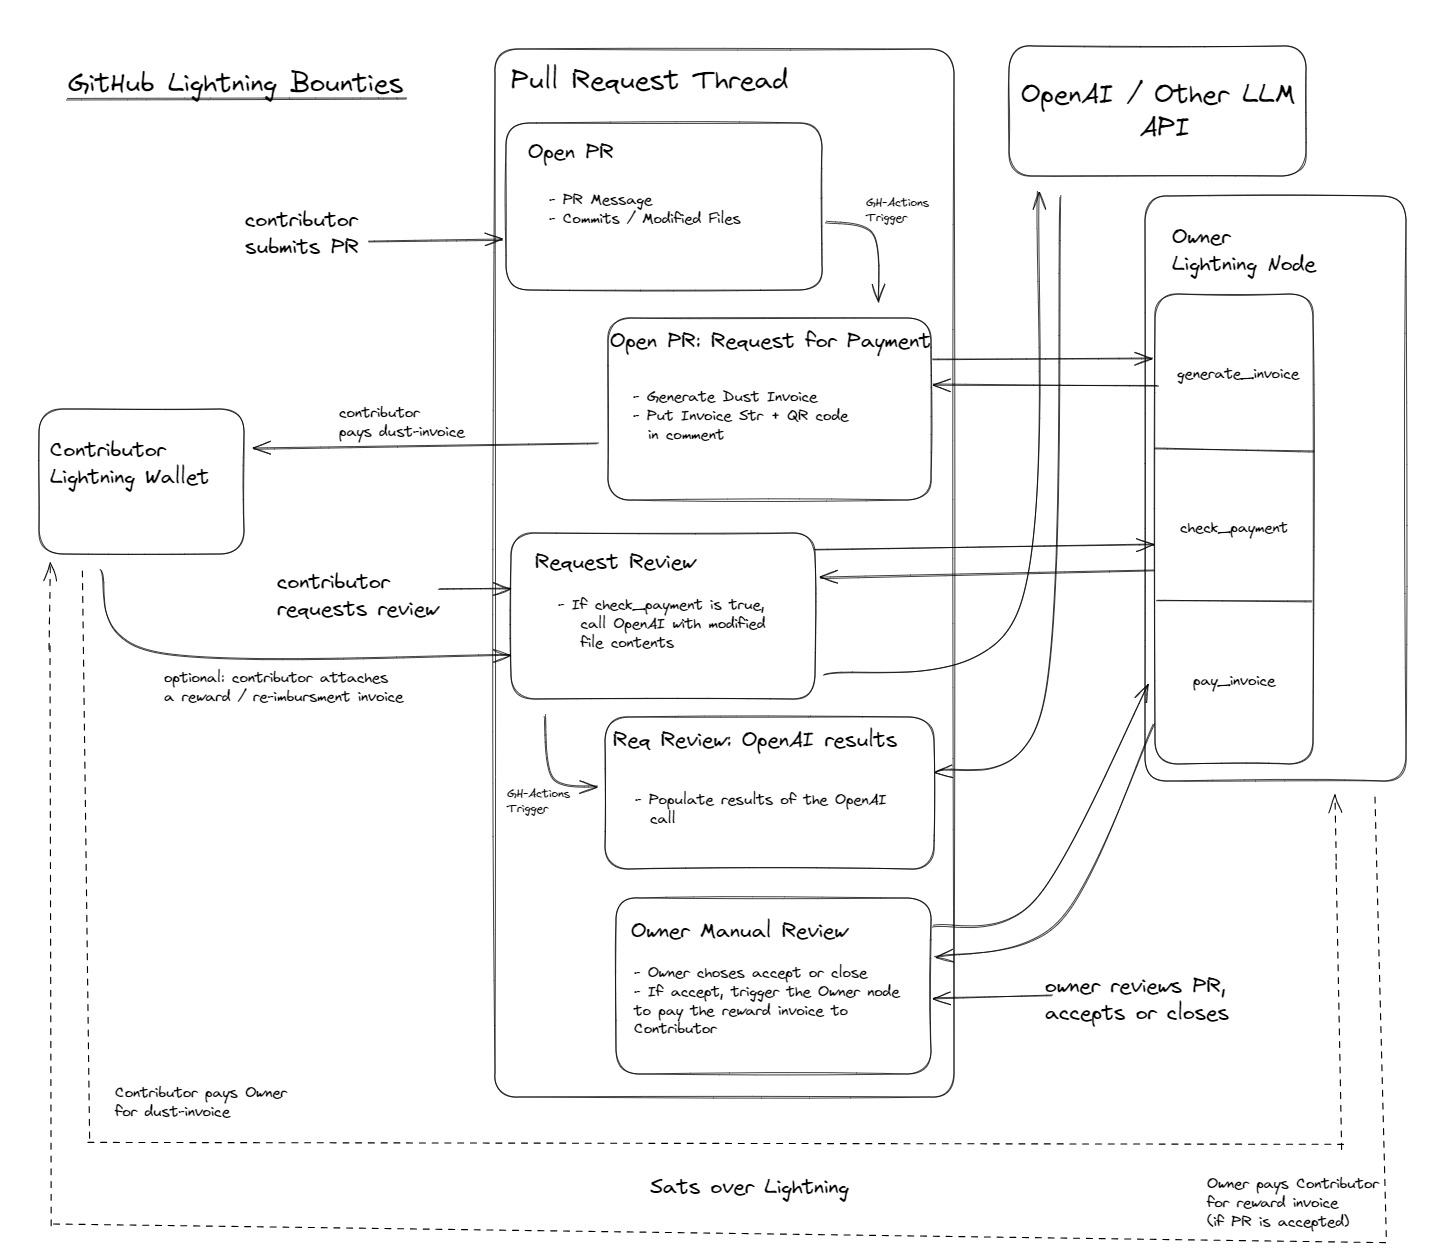 GitHub Lightning Bounties
Pull Request Thread
OpenAI / Other LLM
API
Open PR
- PR Message
- Commits / Modified Files
contributor
submits PR
GH-Actions
Trigger
Owner
Lightning Node
Open PR: Request for Payment
- Generate Dust Invoice
- Put Invoice Str + QR code
in comment
generate_invoice
contributor
pays dust-invoice
Contributor
Lightning Wallet
check_payment
Request Review
- If check_payment is true,
call OpenAI with modified
file contents
contributor
requests review
optional: contributor attaches
a reward / re-imbursment invoice
pay_invoice
Req Review: OpenAI results
- Populate results of the OpenAI
call
GH-Actions
Trigger
Owner Manual Review
- Owner choses accept or close
- If accept, trigger the Owner node
to pay the reward invoice to
Contributor
owner reviews PR,
accepts or closes
Contributor pays Owner
for dust-invoice
Sats over Lightning
Owner pays Contributor
for reward invoice
(if PR is accepted)